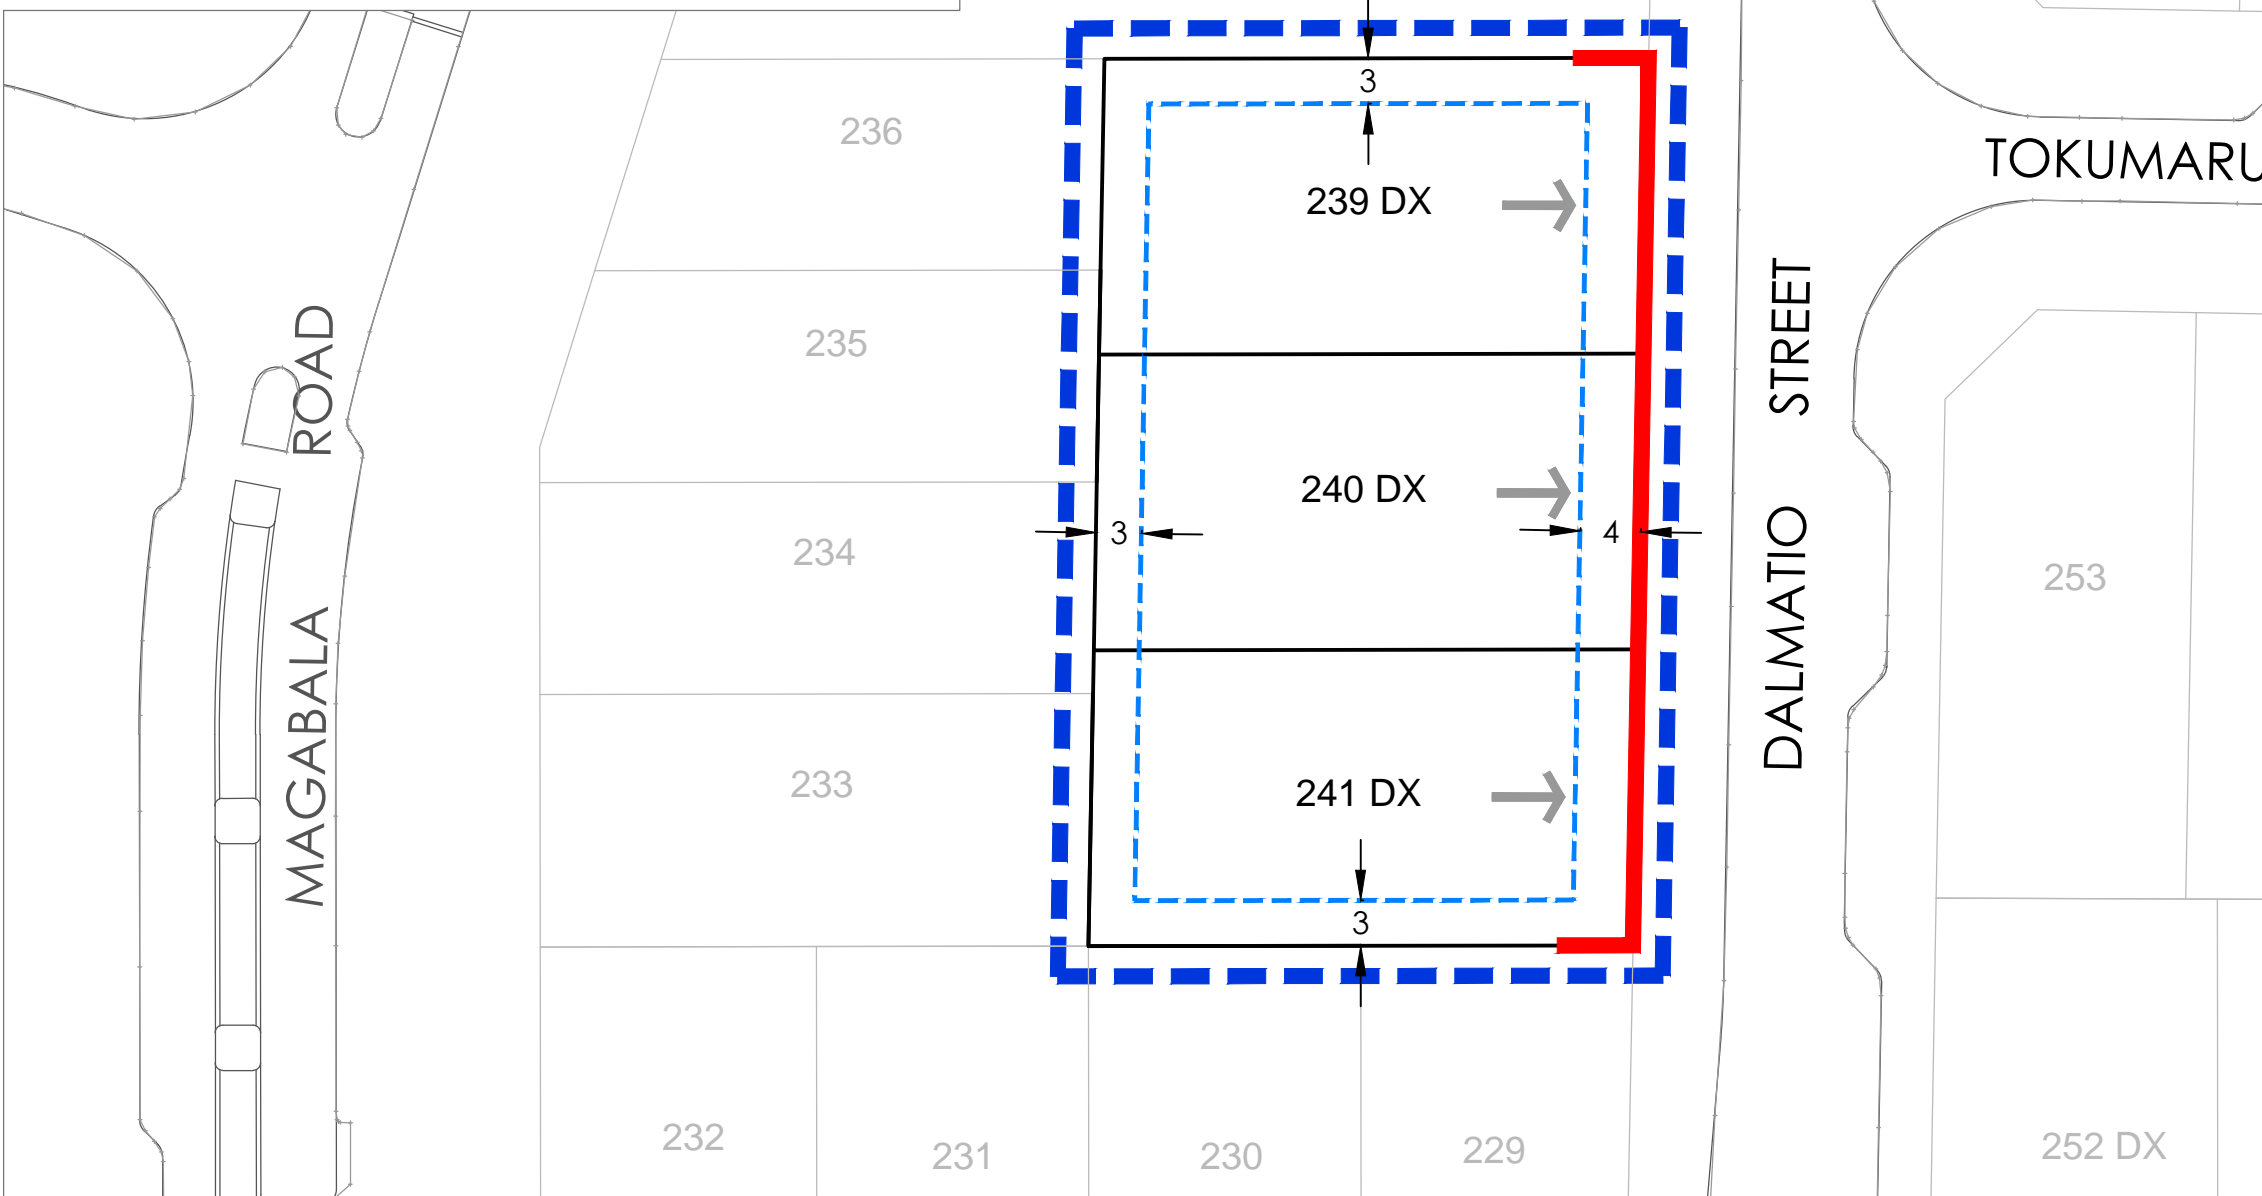 3
236
239 DX
TOKUMARU
235
ROAD
STREET
240 DX
3
4
234
253
DALMATIO
MAGABALA
233
241 DX
3
232
231
230
229
252 DX